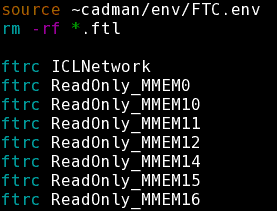 source ~cadman/env/FTC.env
rm -rf *.ftl
ftrc ICLNetwork
ftrc ReadOnly_MMEM0
ftrc ReadOnly_MMEM10
ftrc ReadOnly_MMEM11
ftrc ReadOnly_MMEM12
ftrc ReadOnly_MMEM14
ftrc ReadOnly_MMEM15
ftrc ReadOnly_MMEM16